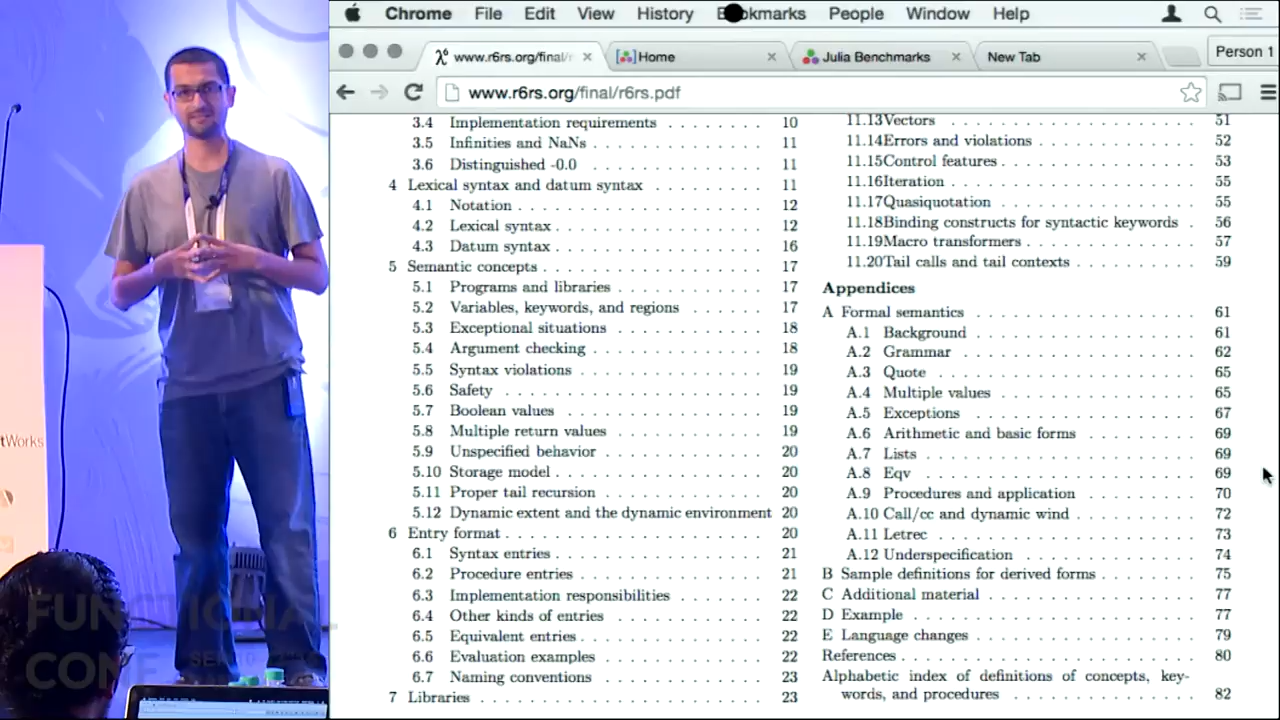 Chrome File Edit View History Bookmarks People Window Help
www.r6rs.org/final/r Home Julia Benchmarks New Tab Person 1
www.r6rs.org/final/r6rs.pdf
3.4 Implementation requirements . . . . . . . . 10
3.5 Infinities and NaNs . . . . . . . . . . . . . 11
3.6 Distinguished -0.0 . . . . . . . . . . . . . 11
4 Lexical syntax and datum syntax . . . . . . . . . 11
4.1 Notation . . . . . . . . . . . . . . . . . . . 12
4.2 Lexical syntax . . . . . . . . . . . . . . . . 12
4.3 Datum syntax . . . . . . . . . . . . . . . . 16
5 Semantic concepts . . . . . . . . . . . . . . . . 17
5.1 Programs and libraries . . . . . . . . . . . 17
5.2 Variables, keywords, and regions . . . . . . 17
5.3 Exceptional situations . . . . . . . . . . . 18
5.4 Argument checking . . . . . . . . . . . . . 18
5.5 Syntax violations . . . . . . . . . . . . . . 19
5.6 Safety . . . . . . . . . . . . . . . . . . . . 19
5.7 Boolean values . . . . . . . . . . . . . . . 19
5.8 Multiple return values . . . . . . . . . . . 19
5.9 Unspecified behavior . . . . . . . . . . . . 20
5.10 Storage model . . . . . . . . . . . . . . . . 20
5.11 Proper tail recursion . . . . . . . . . . . . 20
5.12 Dynamic extent and the dynamic environment 20
6 Entry format . . . . . . . . . . . . . . . . . . 20
6.1 Syntax entries . . . . . . . . . . . . . . . . 21
6.2 Procedure entries . . . . . . . . . . . . . . 21
6.3 Implementation responsibilities . . . . . . . 22
6.4 Other kinds of entries . . . . . . . . . . . . 22
6.5 Equivalent entries . . . . . . . . . . . . . . 22
6.6 Evaluation examples . . . . . . . . . . . . 22
6.7 Naming conventions . . . . . . . . . . . . 23
7 Libraries . . . . . . . . . . . . . . . . . . . . 23
11.13Vectors . . . . . . . . . . . . . . . . . . . 51
11.14Errors and violations . . . . . . . . . . . . 52
11.15Control features . . . . . . . . . . . . . . . 53
11.16Iteration . . . . . . . . . . . . . . . . . . 55
11.17Quasiquotation . . . . . . . . . . . . . . . 55
11.18Binding constructs for syntactic keywords . 56
11.19Macro transformers . . . . . . . . . . . . . 57
11.20Tail calls and tail contexts . . . . . . . . . 59
Appendices
A Formal semantics . . . . . . . . . . . . . . . . 61
A.1 Background . . . . . . . . . . . . . . . . . 61
A.2 Grammar . . . . . . . . . . . . . . . . . . 62
A.3 Quote . . . . . . . . . . . . . . . . . . . . 65
A.4 Multiple values . . . . . . . . . . . . . . . 65
A.5 Exceptions . . . . . . . . . . . . . . . . . 67
A.6 Arithmetic and basic forms . . . . . . . . . 69
A.7 Lists . . . . . . . . . . . . . . . . . . . . 69
A.8 Eqv . . . . . . . . . . . . . . . . . . . . . 69
A.9 Procedures and application . . . . . . . . . 70
A.10 Call/cc and dynamic wind . . . . . . . . . 72
A.11 Letrec . . . . . . . . . . . . . . . . . . . . 73
A.12 Underspecification . . . . . . . . . . . . . 74
B Sample definitions for derived forms . . . . . . . 75
C Additional material . . . . . . . . . . . . . . . 77
D Example . . . . . . . . . . . . . . . . . . . . . 77
E Language changes . . . . . . . . . . . . . . . . 79
References . . . . . . . . . . . . . . . . . . . . . 80
Alphabetic index of definitions of concepts, key-
words, and procedures . . . . . . . . . . . . . 82
tWorks
FUNCTIONAL
CONF